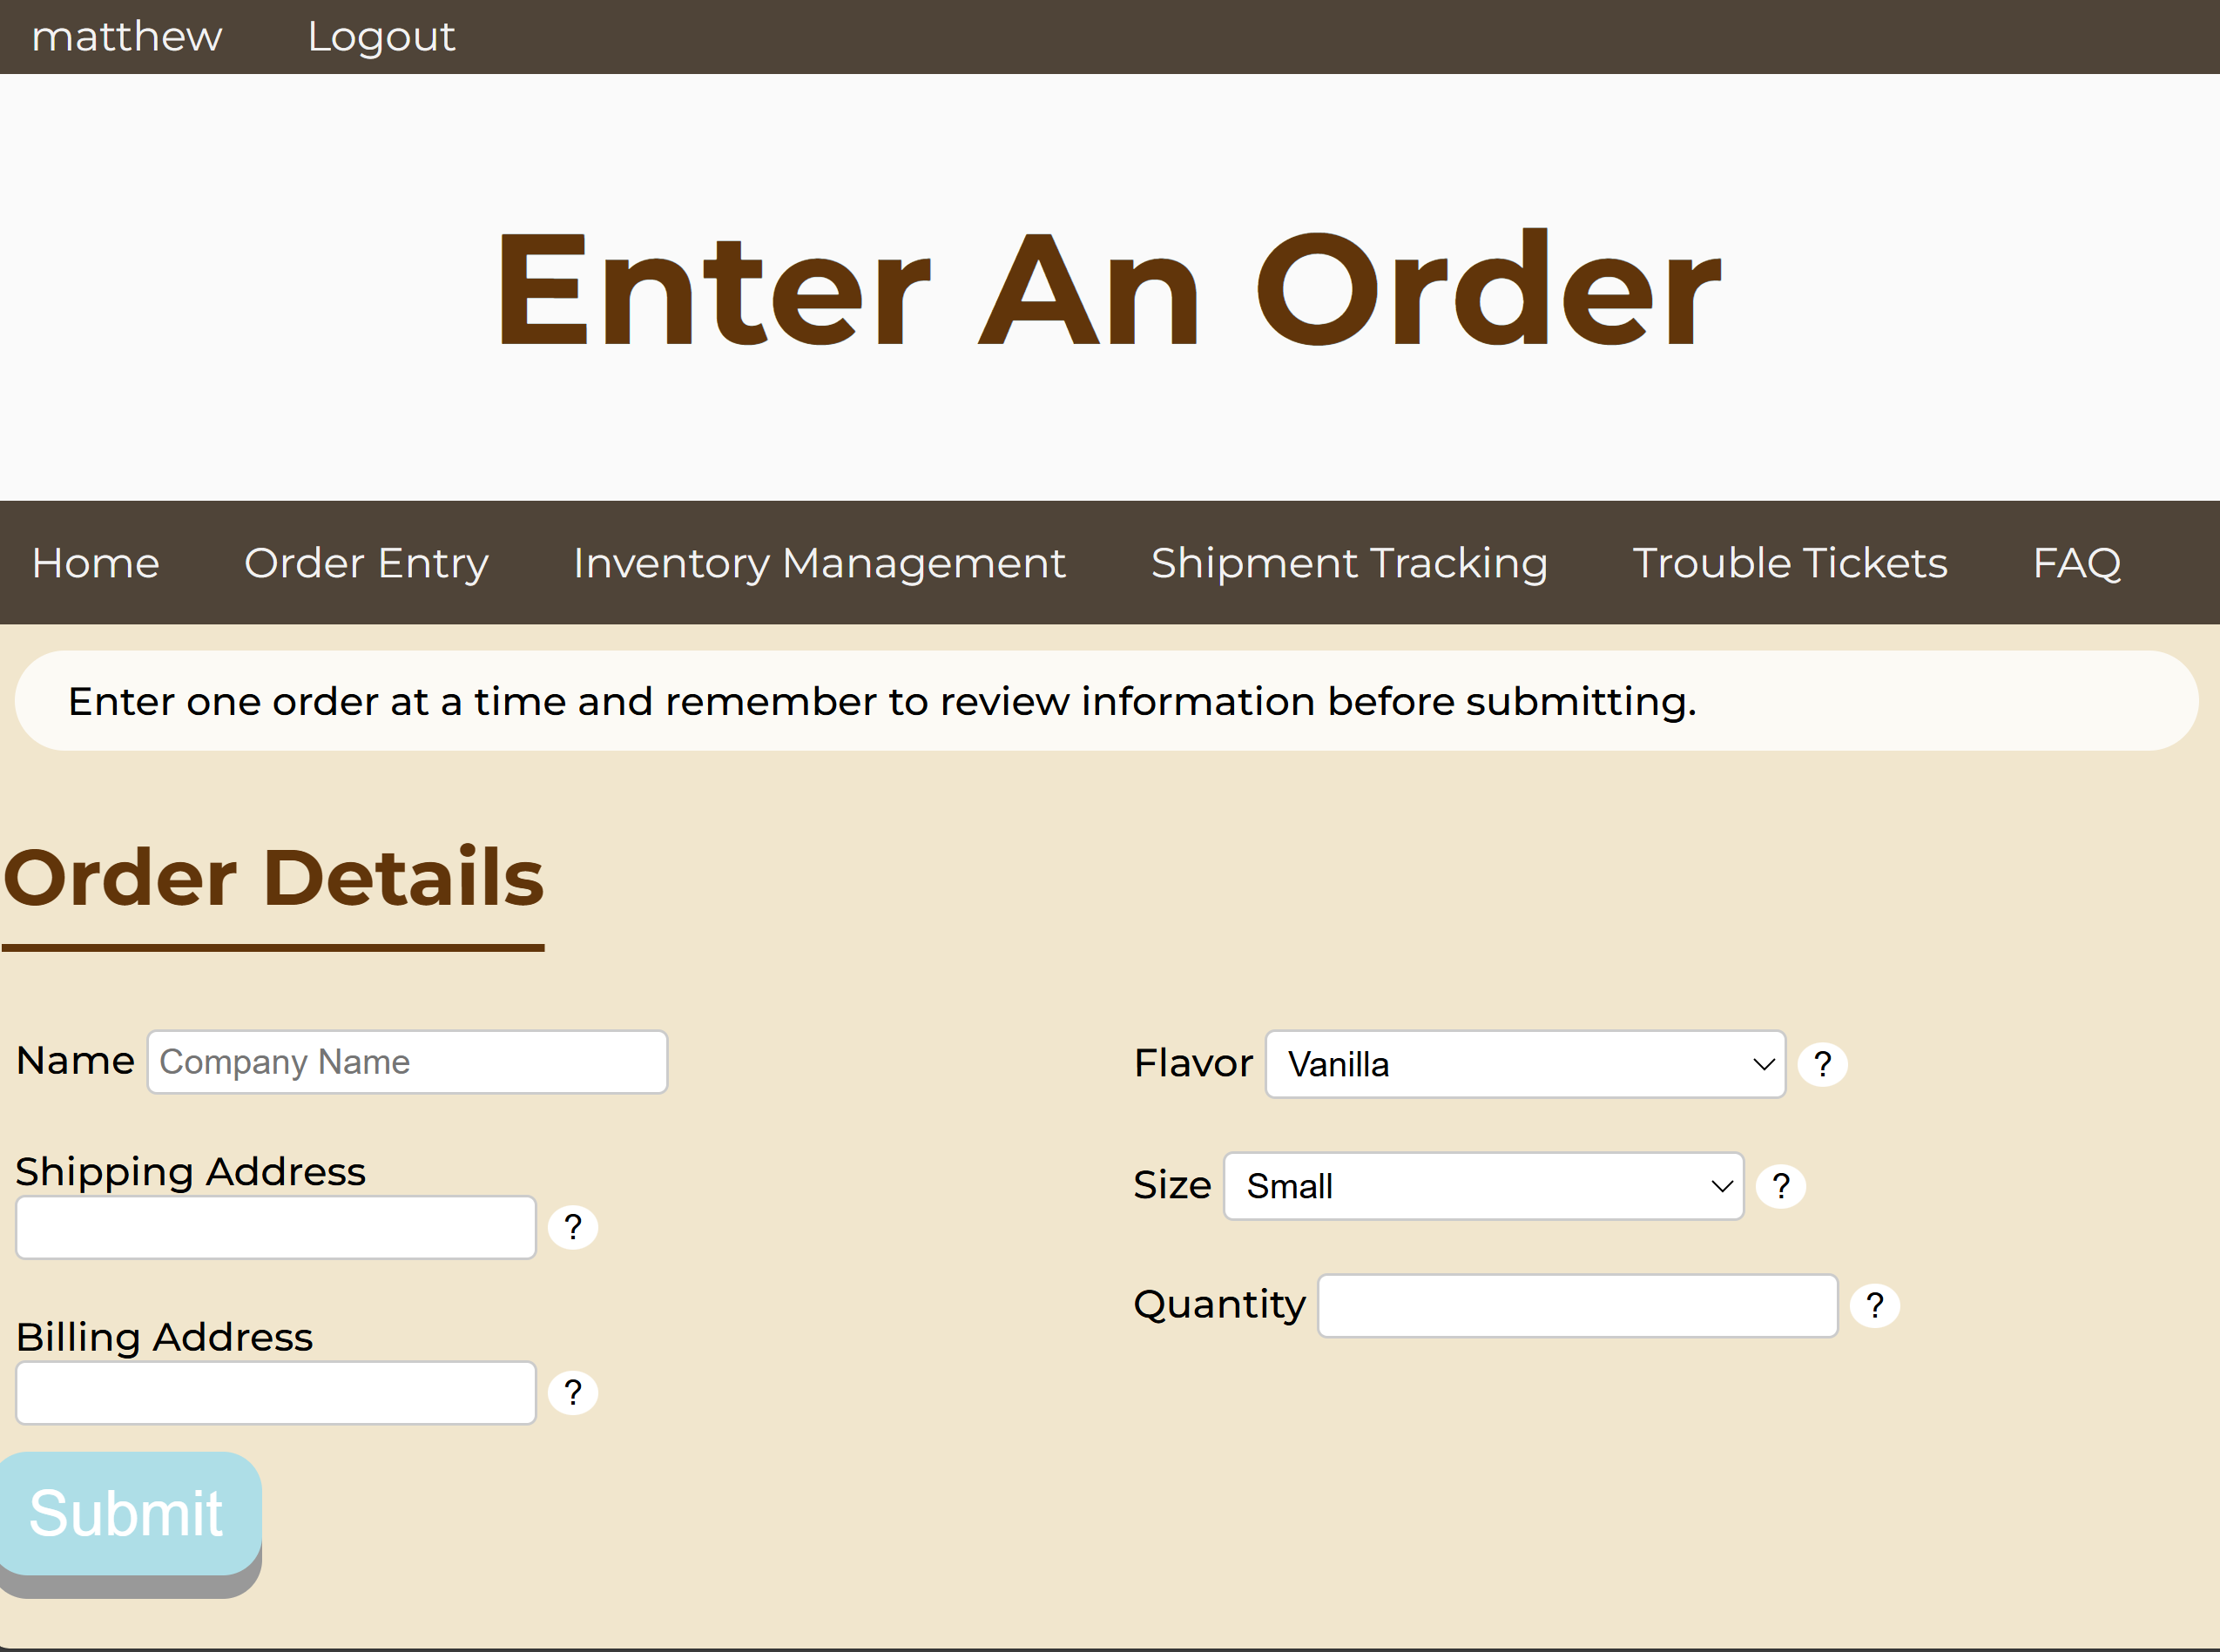 matthew Logout
Enter An Order
Home Order Entry Inventory Management Shipment Tracking Trouble Tickets FAQ
Enter one order at a time and remember to review information before submitting.
Order Details
Name Company Name
Shipping Address
?
Billing Address
?
Flavor Vanilla ?
Size Small ?
Quantity ?
Submit